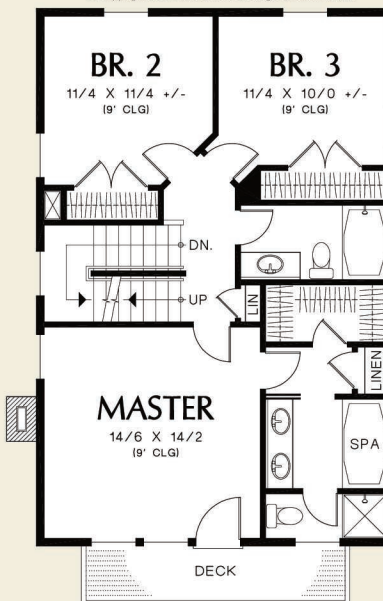 BR. 2
11/4 X 11/4 +/-
(9' CLG)
BR. 3
11/4 X 10/0 +/-
(9' CLG)
DN.
UP
LIN
LINEN
MASTER
14/6 X 14/2
(9' CLG)
SPA
DECK